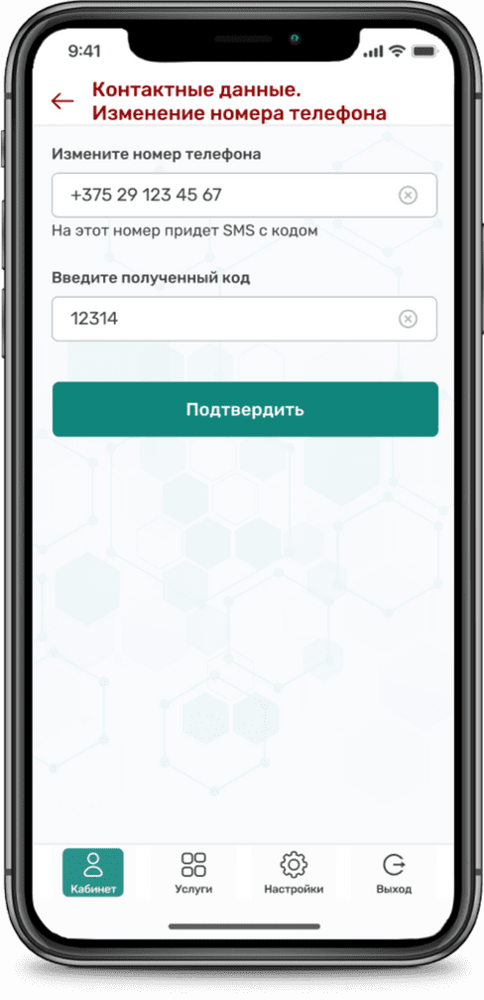 9:41
Контактные данные.
Изменение номера телефона
Измените номер телефона
+375 29 123 45 67
На этот номер придет SMS с кодом
Введите полученный код
12314
Подтвердить
Кабинет
Услуги
Настройки
Выход